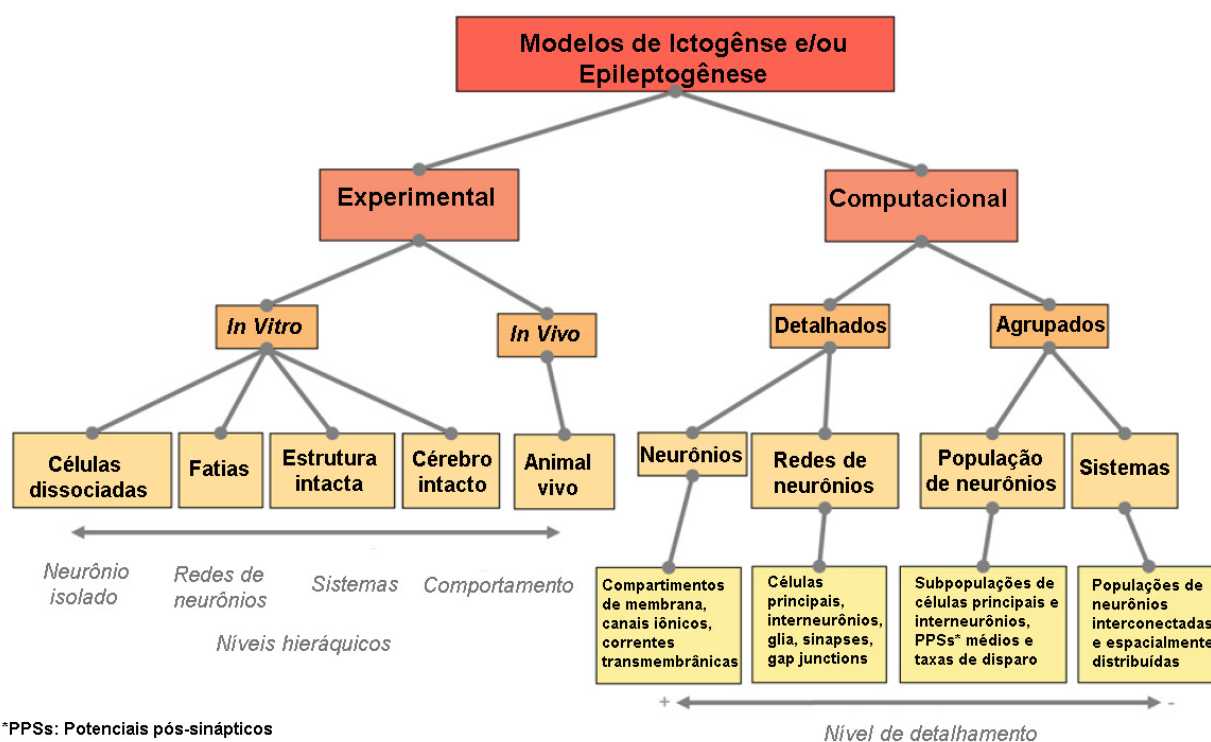 Modelos de Ictogênse e/ou
Epileptogênese
Experimental
Computacional
In Vitro
In Vivo
Detalhados
Agrupados
Células
dissociadas
Fatias
Estrutura
intacta
Cérebro
intacto
Animal
vivo
Neurônios
Redes de
neurônios
População
de neurônios
Sistemas
Neurônio
isolado
Redes de
neurônios
Sistemas
Comportamento
Níveis hieráquicos
Compartimentos
de membrana,
canais iônicos,
correntes
transmembrânicas
Células
principais,
interneurônios,
glia, sinapses,
gap junctions
Subpopulações de
células principais e
interneurônios,
PPSs* médios e
taxas de disparo
Populações de
neurônios
interconectadas
e espacialmente
distribuídas
+
-
Nível de detalhamento
*PPSs: Potenciais pós-sinápticos